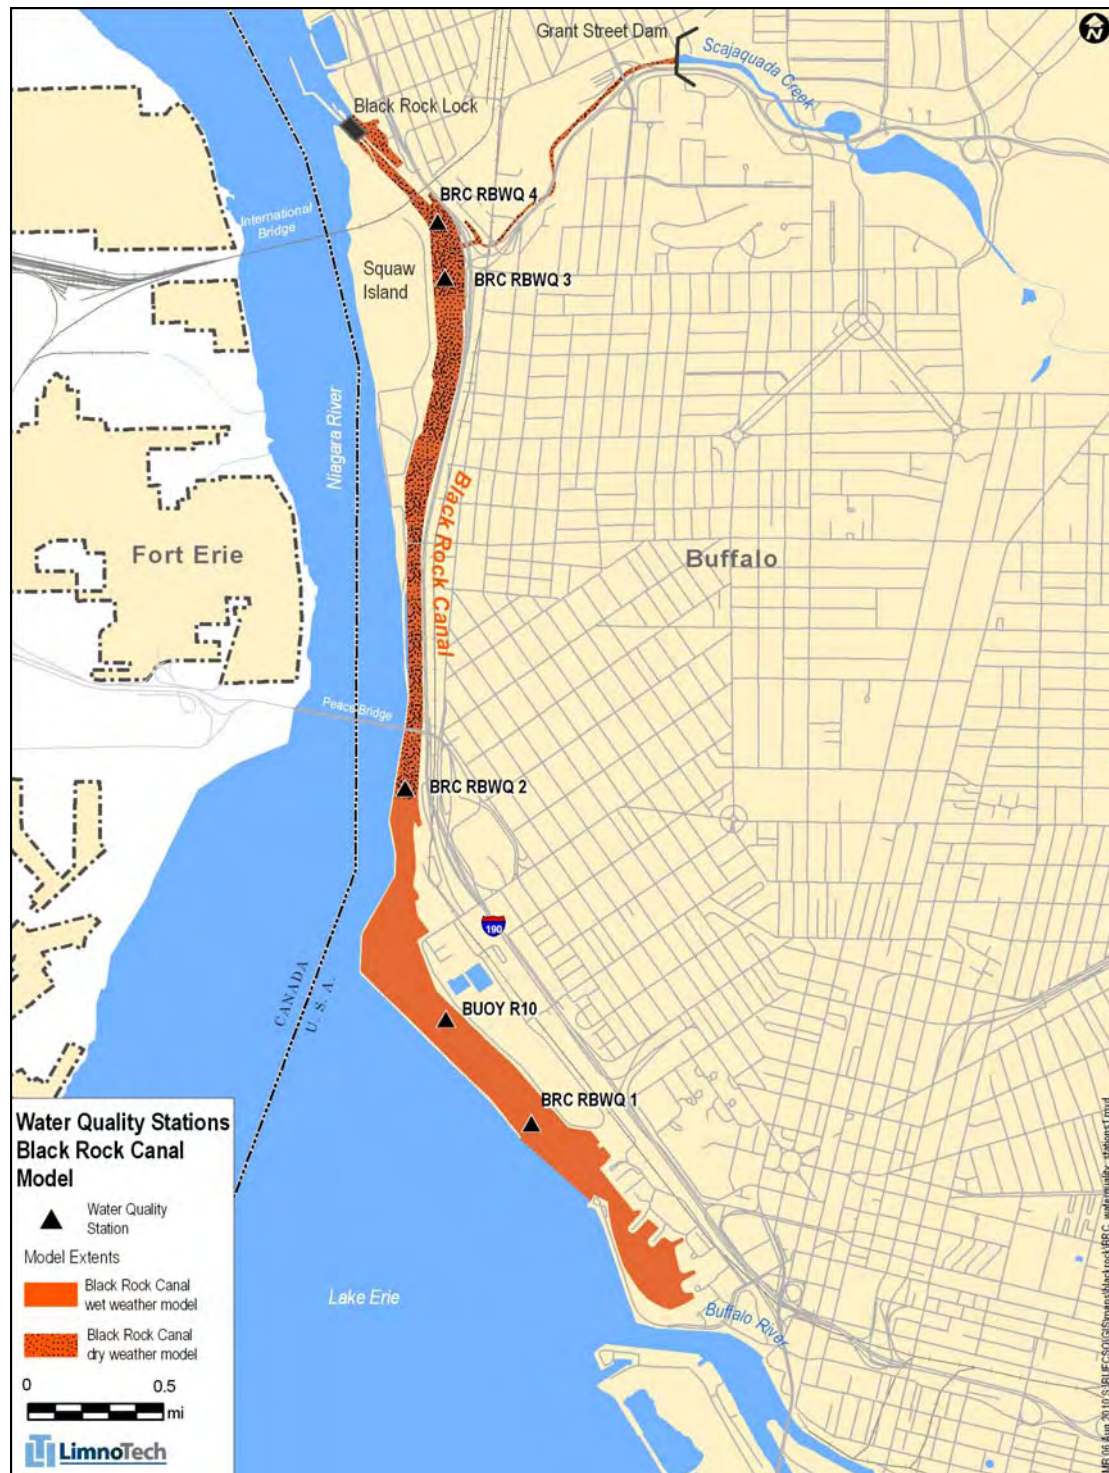 Grant Street Dam
Scajaquada Creek
N
Black Rock Lock
BRC RBWQ 4
International
Bridge
Squaw
Island
BRC RBWQ 3
Niagara River
Black Rock Canal
Fort Erie
Buffalo
Peace Bridge
BRC RBWQ 2
190
CANADA
U. S. A.
BUOY R10
BRC RBWQ 1
Water Quality Stations
Black Rock Canal
Model
Water Quality
Station
Model Extents
Black Rock Canal
wet weather model
Black Rock Canal
dry weather model
0 0.5
mi
LimnoTech
Lake Erie
Buffalo River